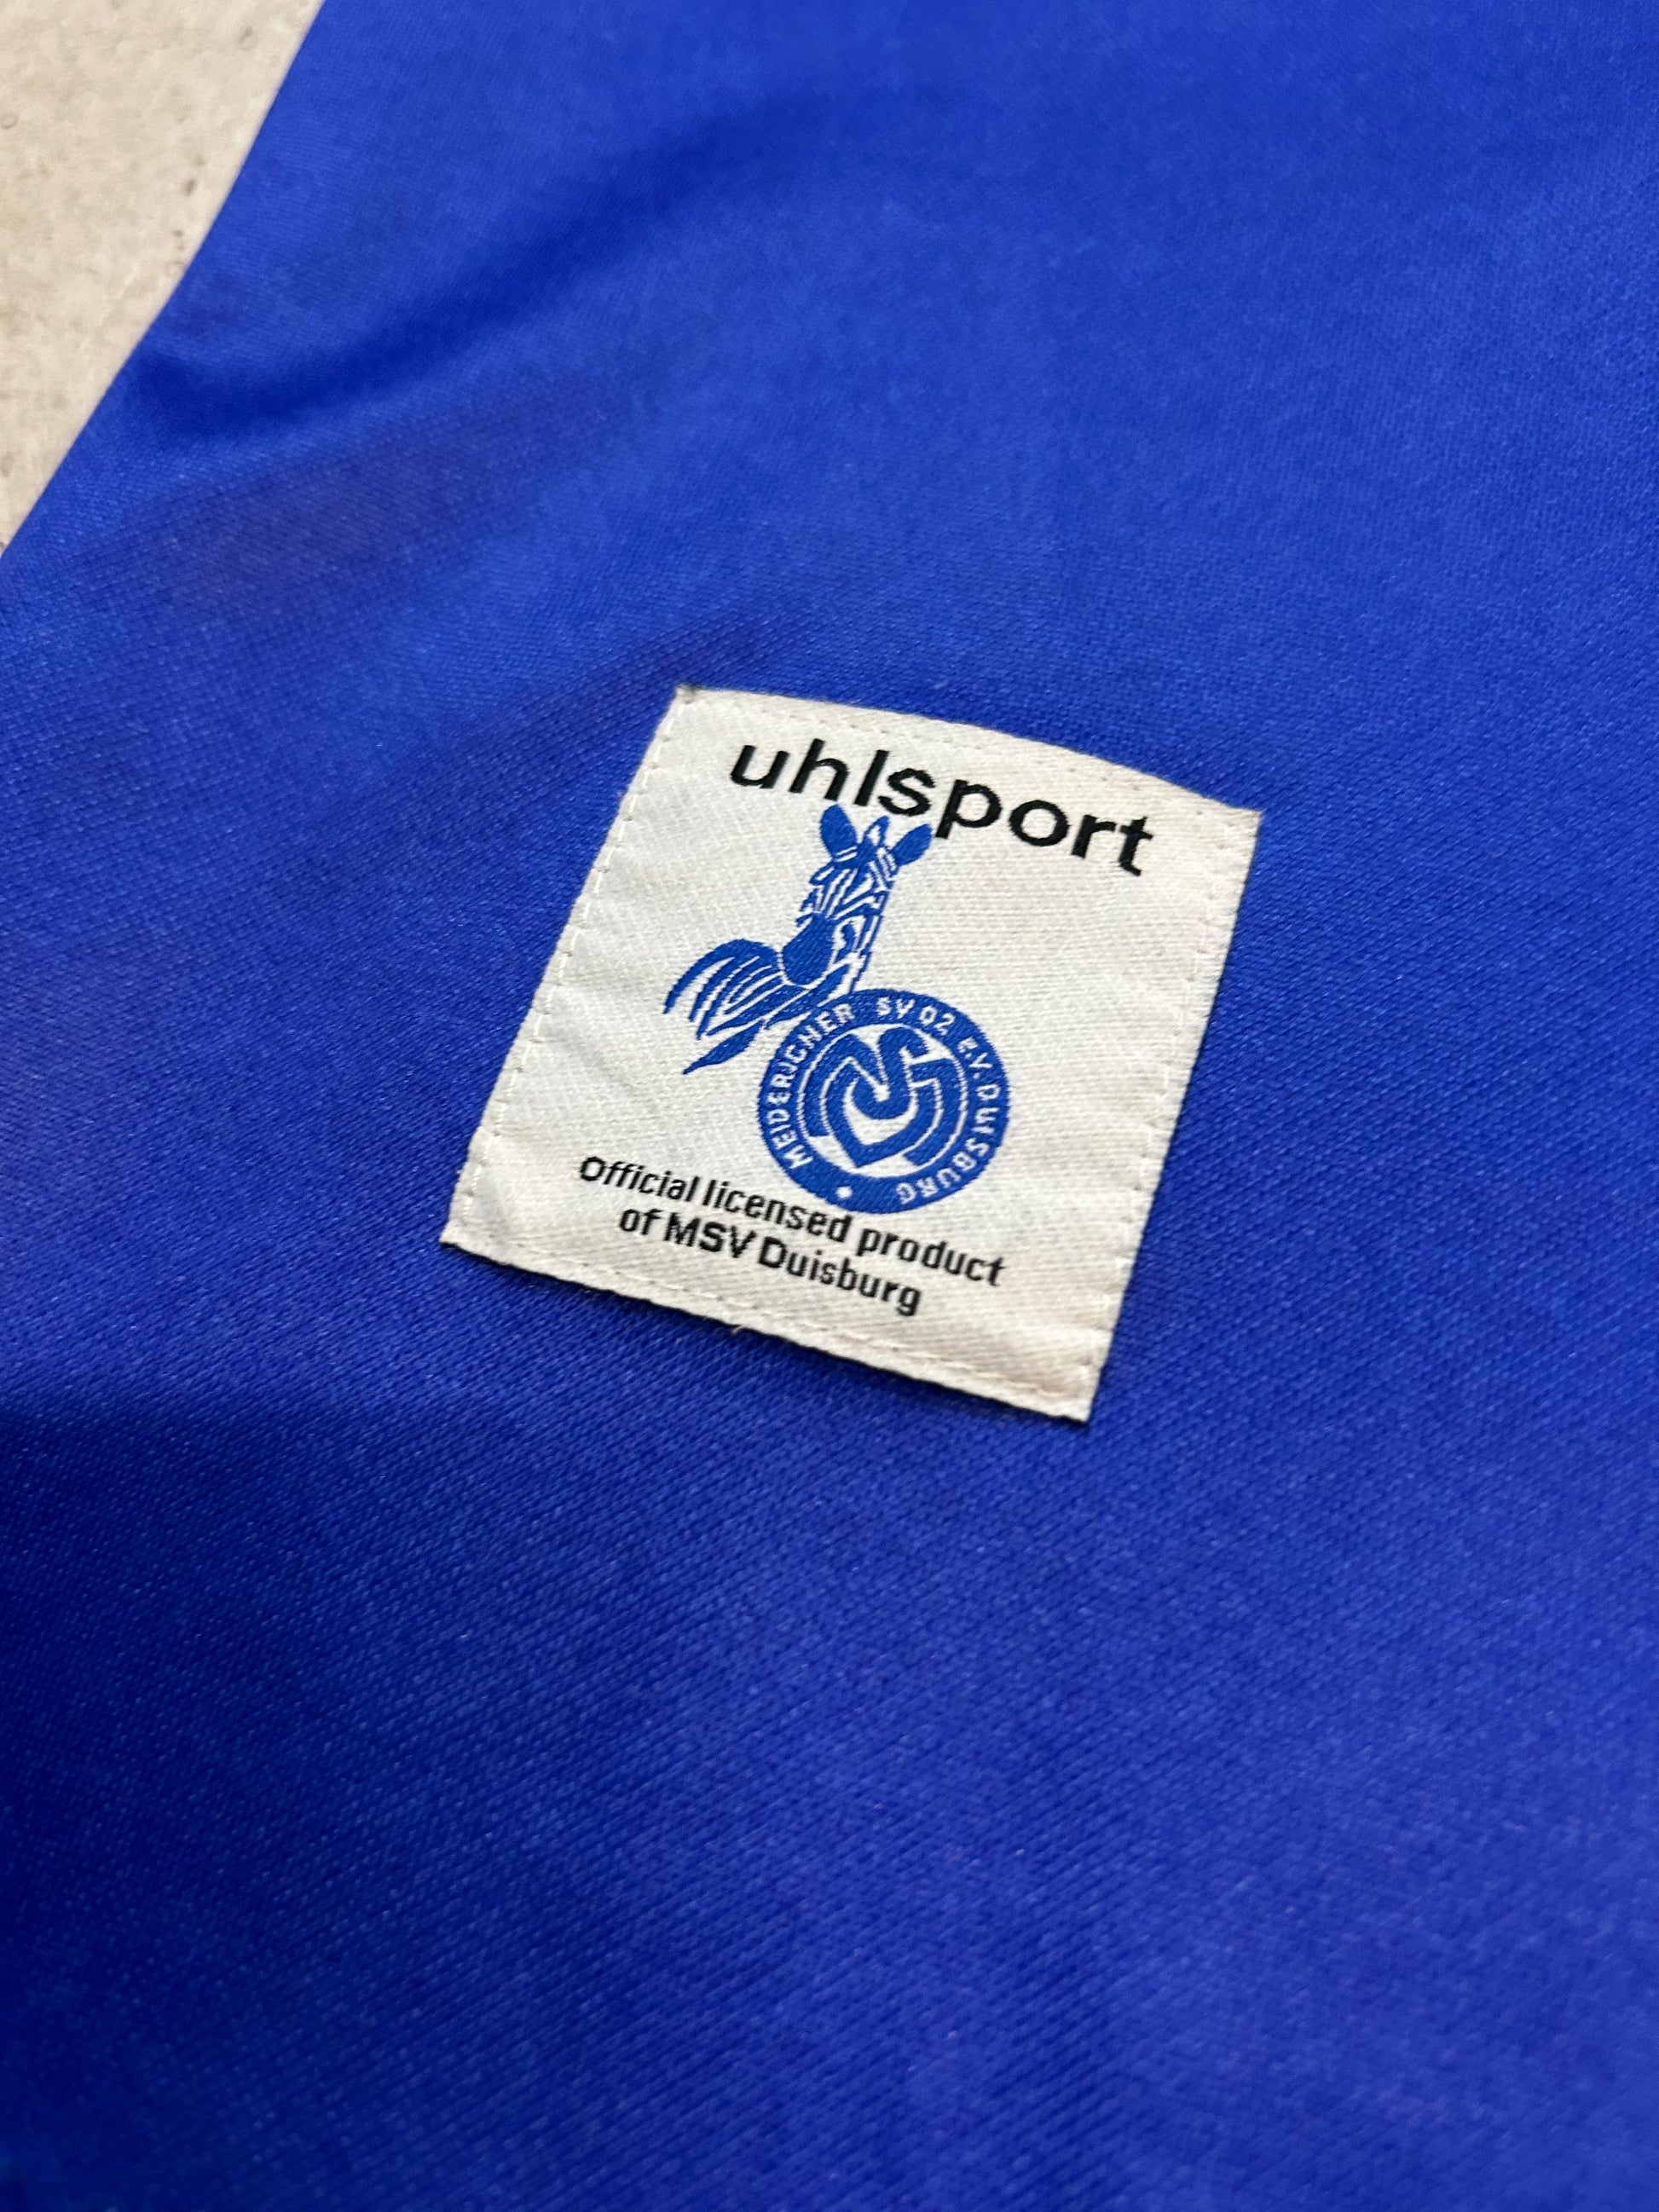 uhlsport
MEIDERICHER SV 02 e.V. DUISBURG
MSV
Official licensed product
of MSV Duisburg